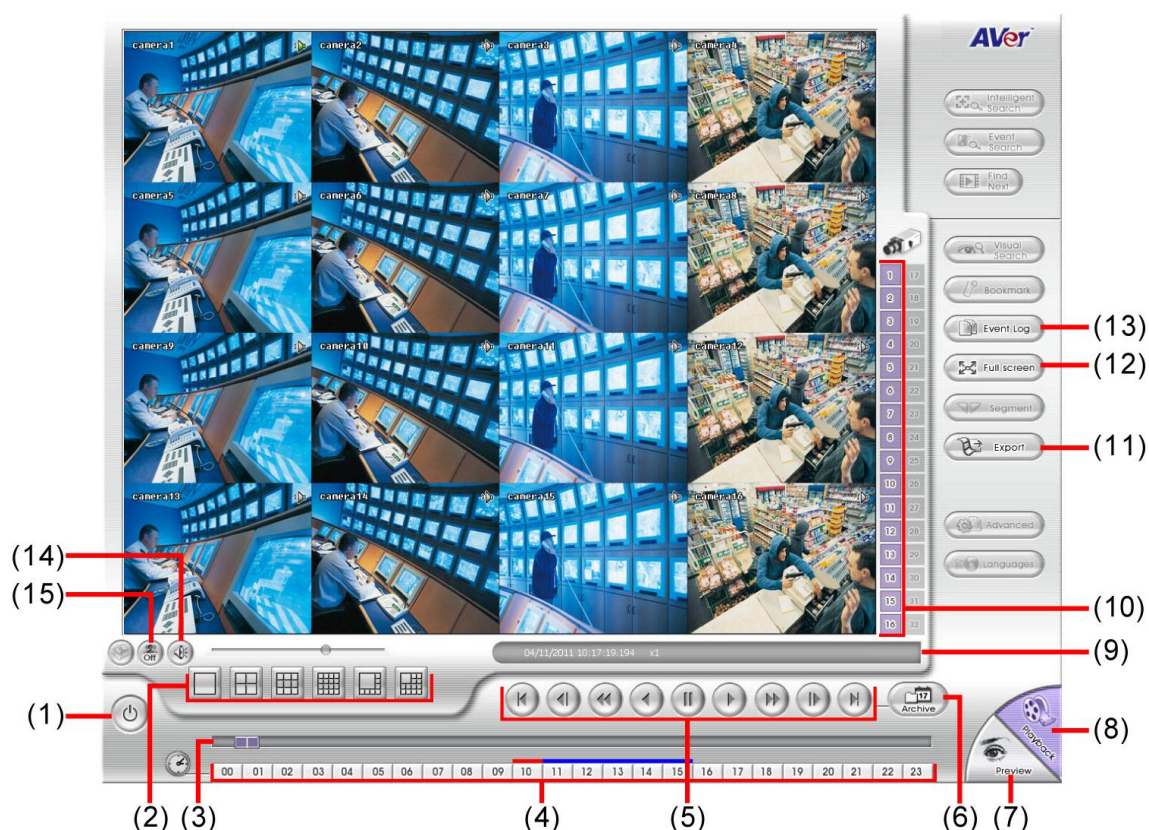 AVer
camera1 camera2 camera3 camera4
Intelligent Search
Event Search
Find Next
camera5 camera6 camera7 camera8
Visual Search
1 17
Bookmark
2 18
3 19
Event Log (13)
4 20
Full screen (12)
5 21
6 22
camera9 camera10 camera11 camera12
7 23
Segment
8 24
Export (11)
9 25
10 26
camera13 camera14 camera15 camera16
11 27
Advanced
12 28
13 29
Languages
14 30
15 31
(10)
16 32
(14)
(15)
Off
04/11/2011 10:17:19.194 x1
(9)
(1)
17
Archive
Playback
(8)
Preview
00 01 02 03 04 05 06 07 08 09 10 11 12 13 14 15 16 17 18 19 20 21 22 23
(2) (3) (4) (5) (6) (7)